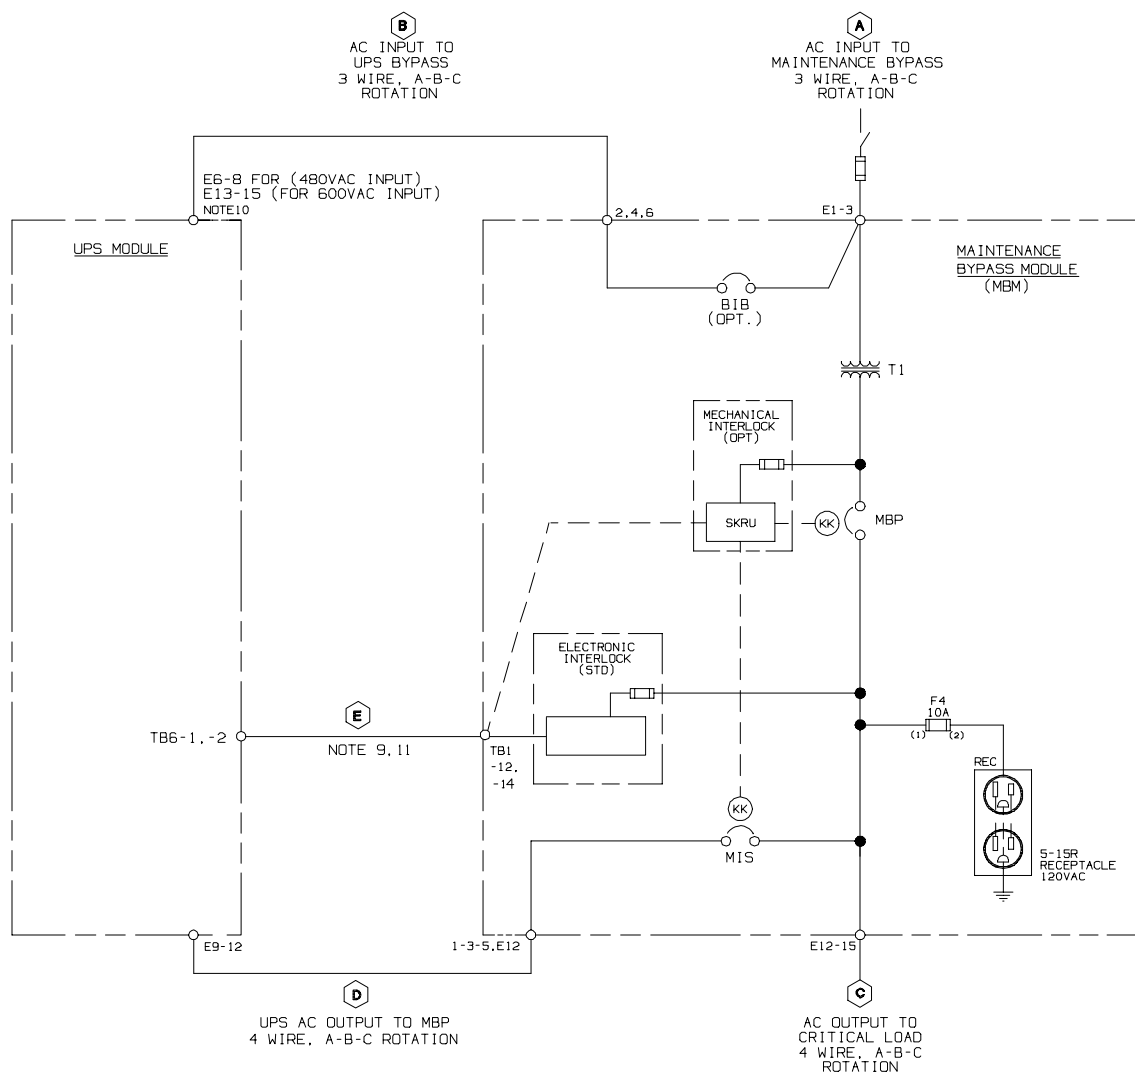 B
AC INPUT TO
UPS BYPASS
3 WIRE, A-B-C
ROTATION
A
AC INPUT TO
MAINTENANCE BYPASS
3 WIRE, A-B-C
ROTATION
E6-8 FOR (480VAC INPUT)
E13-15 (FOR 600VAC INPUT)
NOTE10
2,4,6
E1-3
UPS MODULE
MAINTENANCE
BYPASS MODULE
(MBM)
BIB
(OPT.)
T1
MECHANICAL
INTERLOCK
(OPT)
SKRU
KK
MBP
ELECTRONIC
INTERLOCK
(STD)
F4
10A
(1)
(2)
E
TB6-1,-2
NOTE 9,11
TB1
-12,
-14
REC
KK
MIS
5-15R
RECEPTACLE
120VAC
E9-12
1-3-5,E12
E12-15
D
UPS AC OUTPUT TO MBP
4 WIRE, A-B-C ROTATION
C
AC OUTPUT TO
CRITICAL LOAD
4 WIRE, A-B-C
ROTATION